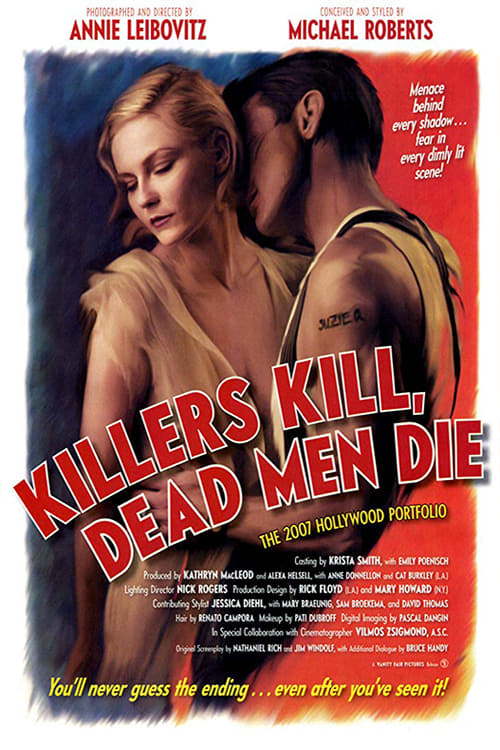 PHOTOGRAPHED AND DIRECTED BY
ANNIE LEIBOVITZ
CONCEIVED AND STYLED BY
MICHAEL ROBERTS
Menace
behind
every shadow...
fear in
every dimly lit
scene!
SUZIE Q
KILLERS KILL,
DEAD MEN DIE
THE 2007 HOLLYWOOD PORTFOLIO
Casting by KRISTA SMITH, with EMILY POENISCH
Produced by KATHRYN MacLEOD and ALEXA HELSELL, with ANNE DONNELLON and CAT BURKLEY (L.A.)
Lighting Director NICK ROGERS Production Design by RICK FLOYD (L.A.) and MARY HOWARD (N.Y.)
Contributing Stylist JESSICA DIEHL, with MARY BRAEUNIG, SAM BROEKEMA, and DAVID THOMAS
Hair by RENATO CAMPORA Makeup by PATI DUBROFF Digital Imaging by PASCAL DANGIN
In Special Collaboration with Cinematographer VILMOS ZSIGMOND, A.S.C.
Original Screenplay by NATHANIEL RICH and JIM WINDOLF, with Additional Dialogue by BRUCE HANDY
A VANITY FAIR PICTURES Release
You'll never guess the ending...even after you've seen it!